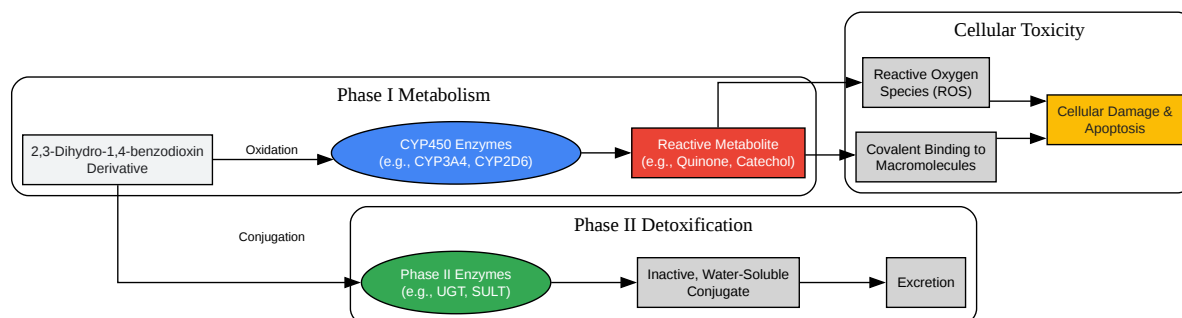 Cellular Toxicity
Reactive Oxygen
Species (ROS)
Phase I Metabolism
Cellular Damage &
Apoptosis
2,3-Dihydro-1,4-benzodioxin
Derivative
Oxidation
CYP450 Enzymes
(e.g., CYP3A4, CYP2D6)
Reactive Metabolite
(e.g., Quinone, Catechol)
Covalent Binding to
Macromolecules
Phase II Detoxification
Conjugation
Phase II Enzymes
(e.g., UGT, SULT)
Inactive, Water-Soluble
Conjugate
Excretion